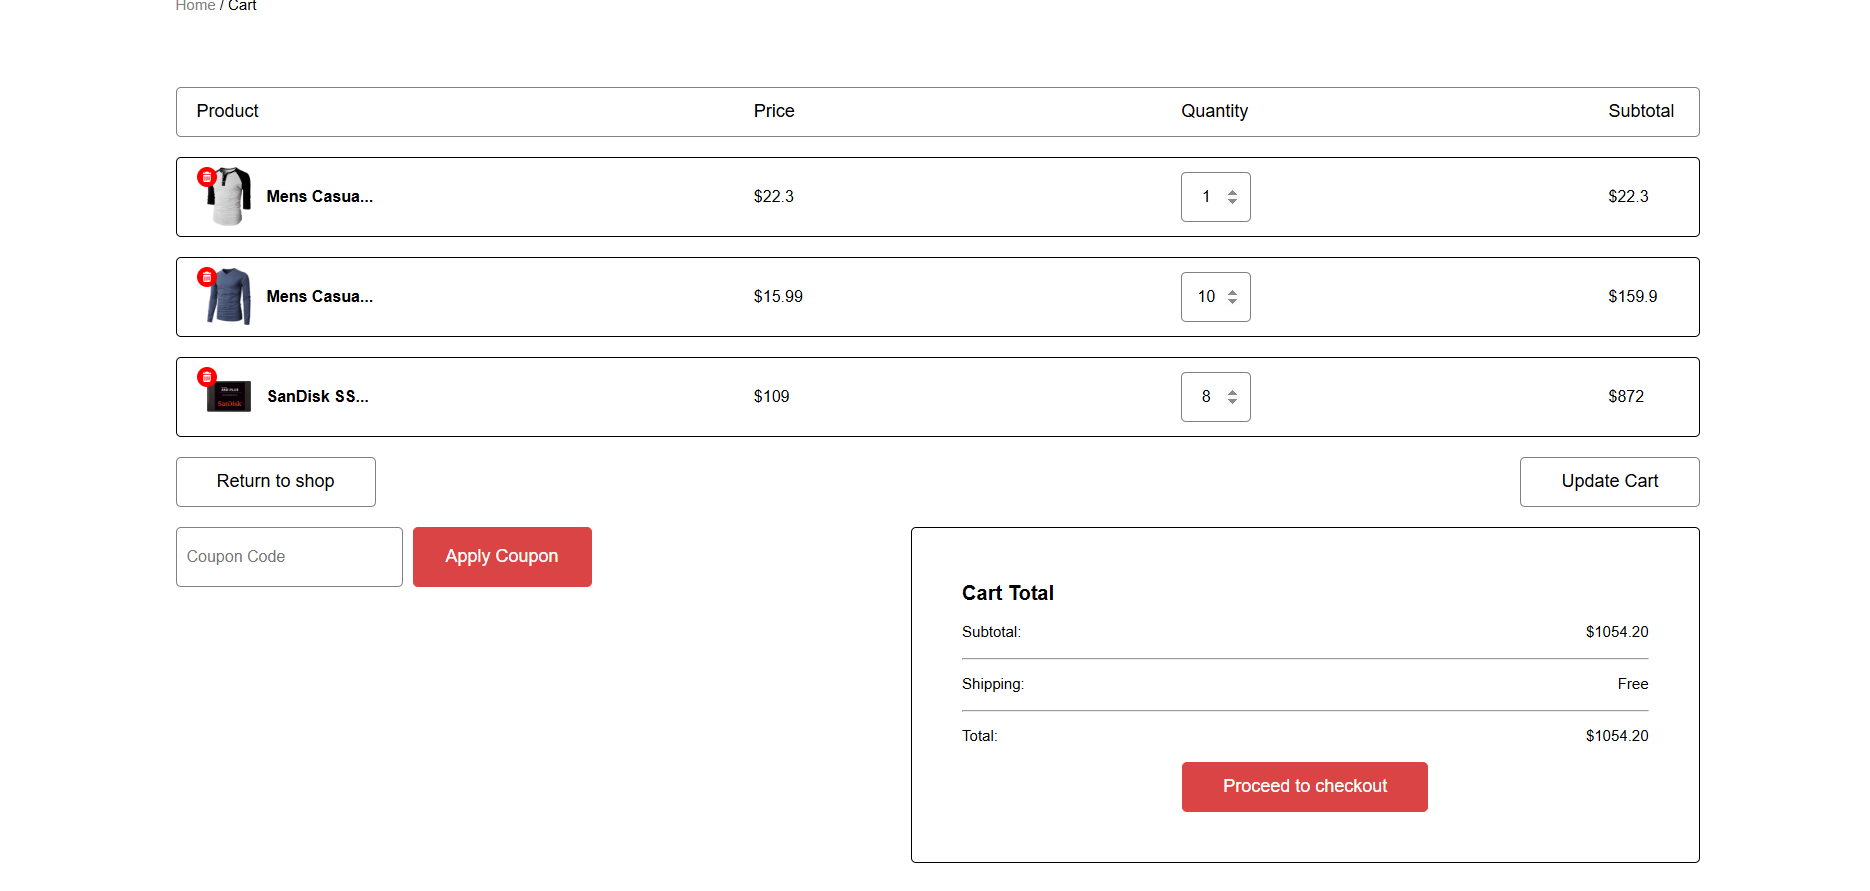 Home / Cart
Product Price Quantity Subtotal
Mens Casua... $22.3 1 $22.3
Mens Casua... $15.99 10 $159.9
SanDisk SS... $109 8 $872
SanDisk
Return to shop Update Cart
Coupon Code Apply Coupon
Cart Total
Subtotal: $1054.20
Shipping: Free
Total: $1054.20
Proceed to checkout